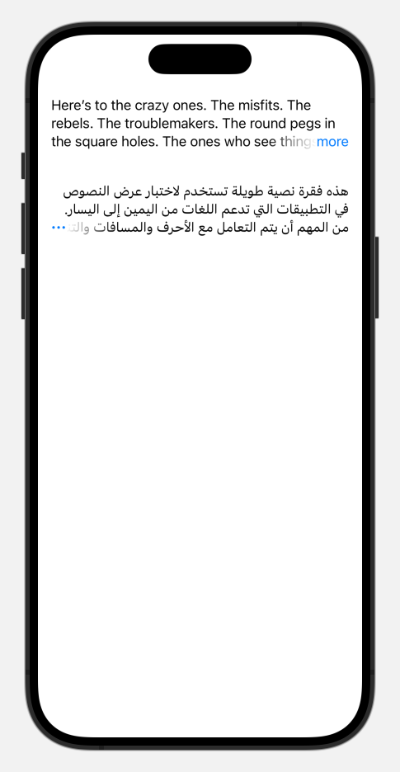 Here's to the crazy ones. The misfits. The
rebels. The troublemakers. The round pegs in
the square holes. The ones who see thing more
هذه فقرة نصية طويلة تستخدم لاختبار عرض النصوص
في التطبيقات التي تدعم اللغات من اليمين إلى اليسار.
من المهم أن يتم التعامل مع الأحرف والمسافات ...